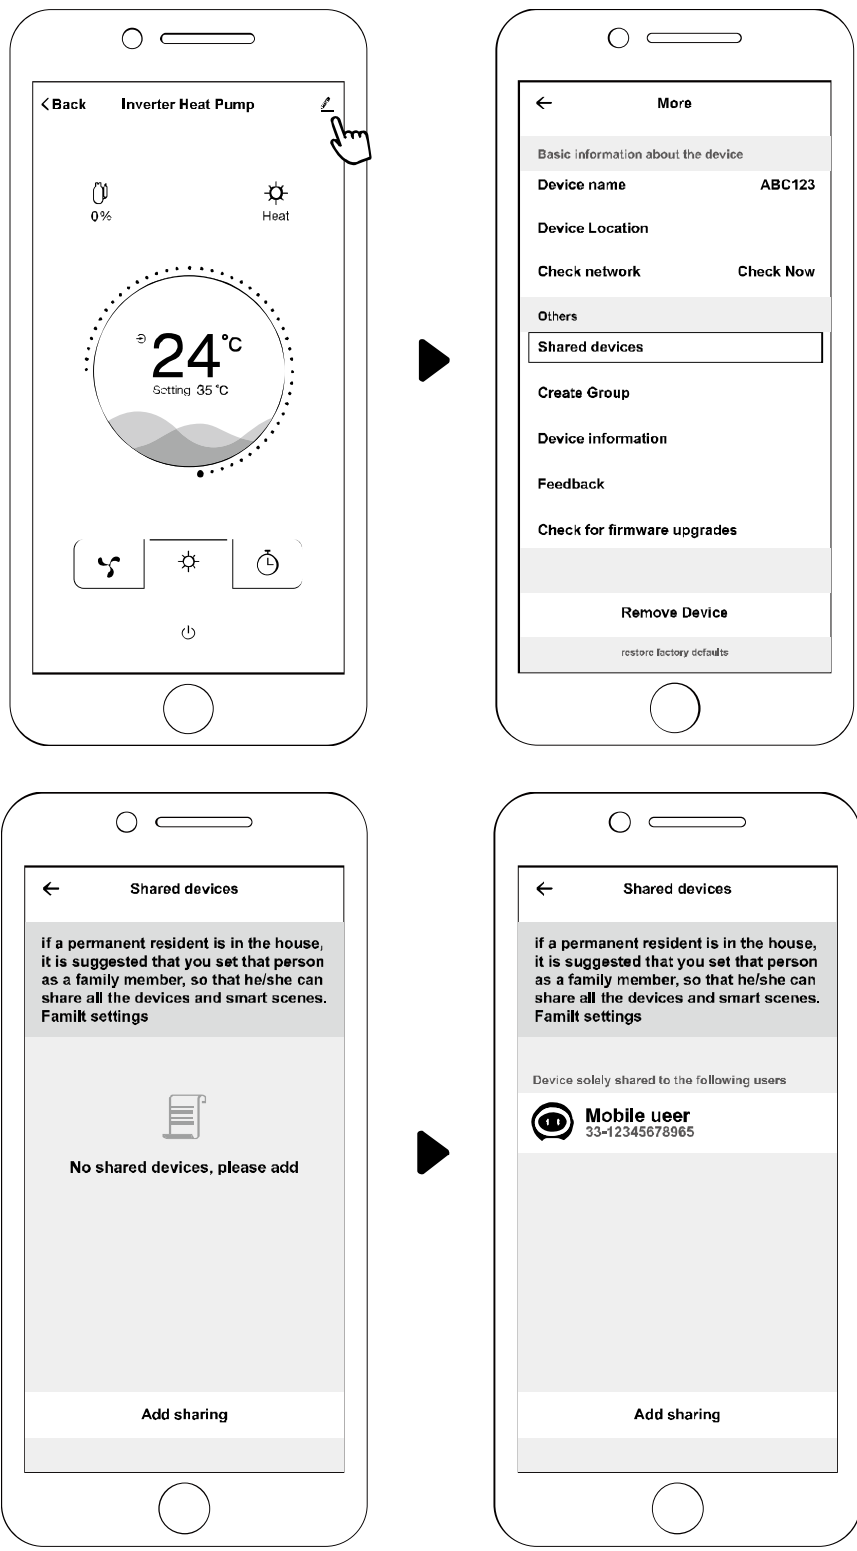 <Back Inverter Heat Pump
0%
Heat
24°C
Setting 35°C
More
Basic information about the device
Device name ABC123
Device Location
Check network Check Now
Others
Shared devices
Create Group
Device information
Feedback
Check for firmware upgrades
Remove Device
restore factory defaults
Shared devices
if a permanent resident is in the house,
it is suggested that you set that person
as a family member, so that he/she can
share all the devices and smart scenes.
Familt settings
No shared devices, please add
Add sharing
Shared devices
if a permanent resident is in the house,
it is suggested that you set that person
as a family member, so that he/she can
share all the devices and smart scenes.
Familt settings
Device solely shared to the following users
Mobile ueer
33-12345678965
Add sharing